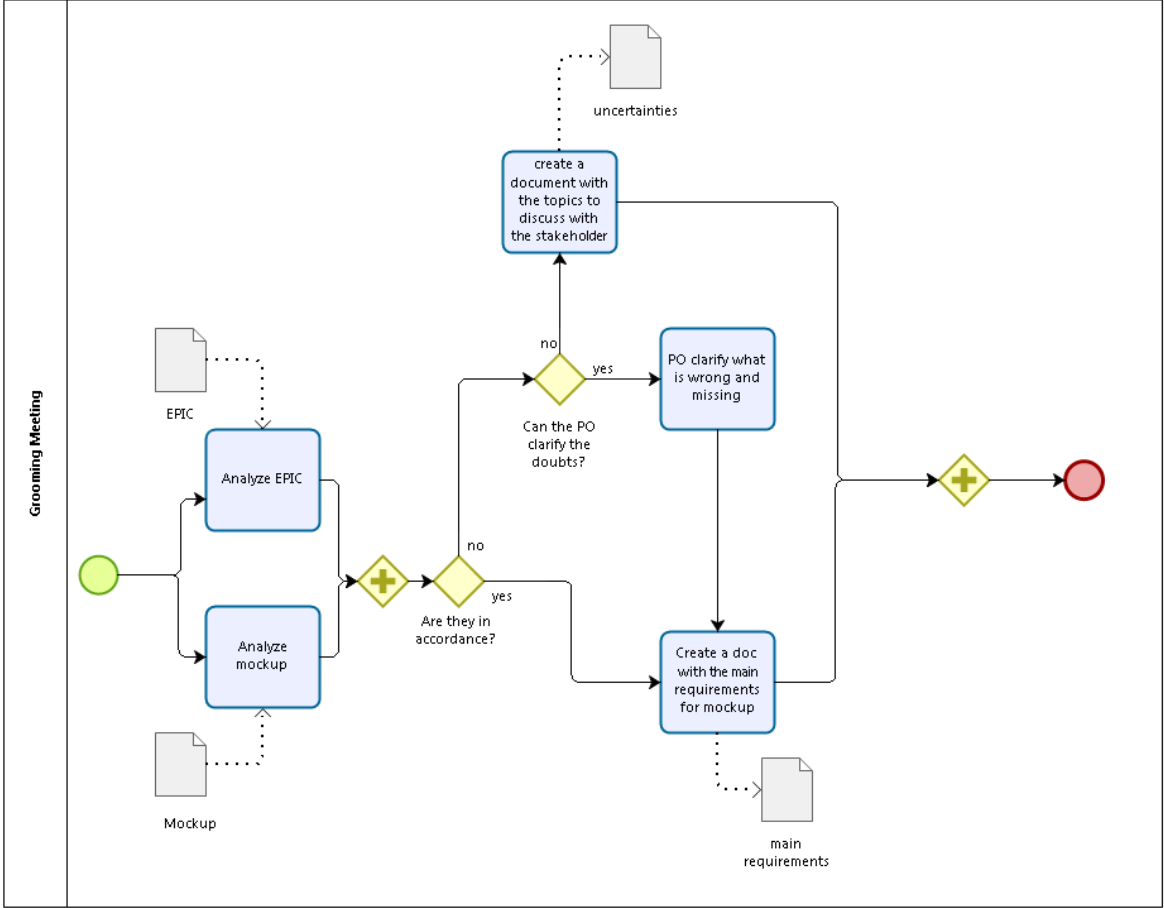 Grooming Meeting
uncertainties
create a
document with
the topics to
discuss with
the stakeholder
no
yes
PO clarify what
is wrong and
missing
EPIC
Can the PO
clarify the
doubts?
Analyze EPIC
no
yes
Are they in
accordance?
Analyze
mockup
Create a doc
with the main
requirements
for mockup
Mockup
main
requirements